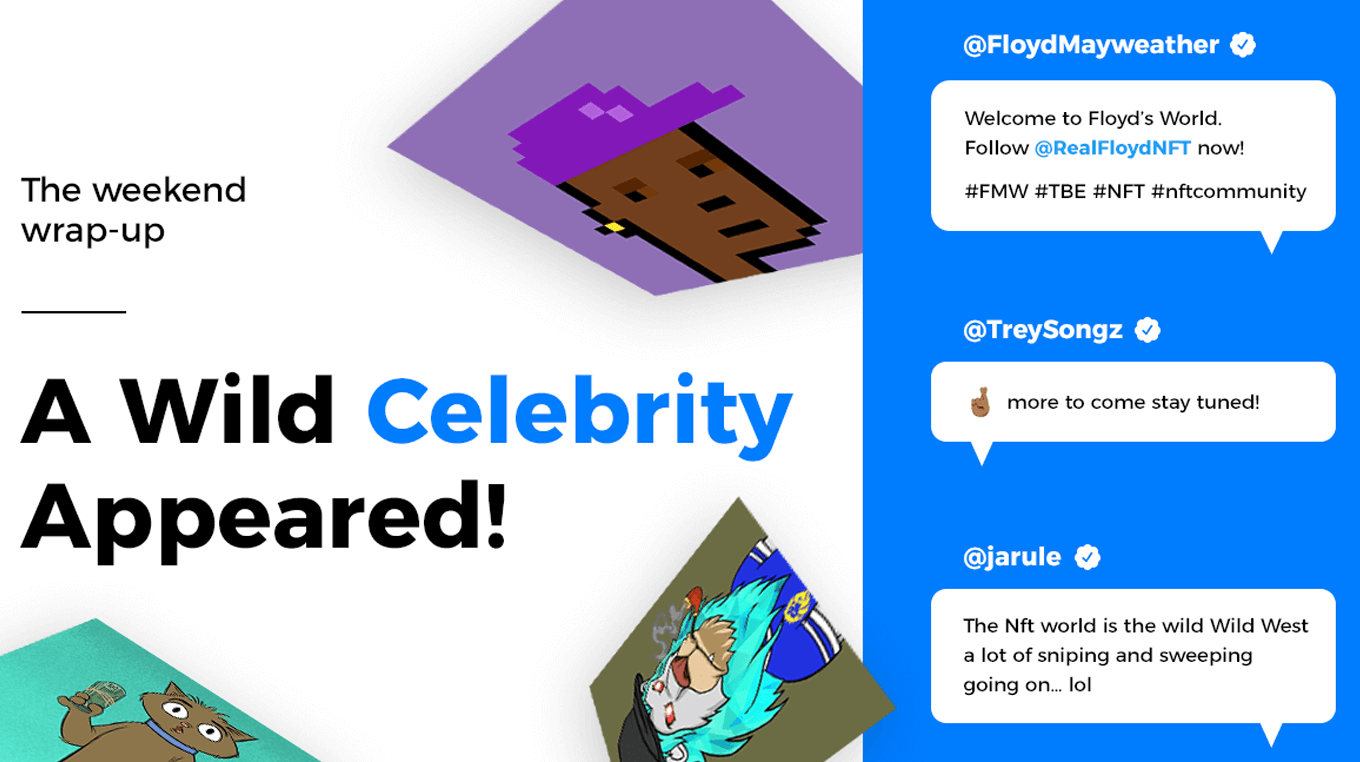 The weekend
wrap-up
A Wild Celebrity
Appeared!
@FloydMayweather
Welcome to Floyd's World.
Follow @RealFloydNFT now!
#FMW #TBE #NFT #nftcommunity
@TreySongz
🤞🏾 more to come stay tuned!
@jarule
The Nft world is the wild Wild West
a lot of sniping and sweeping
going on... lol